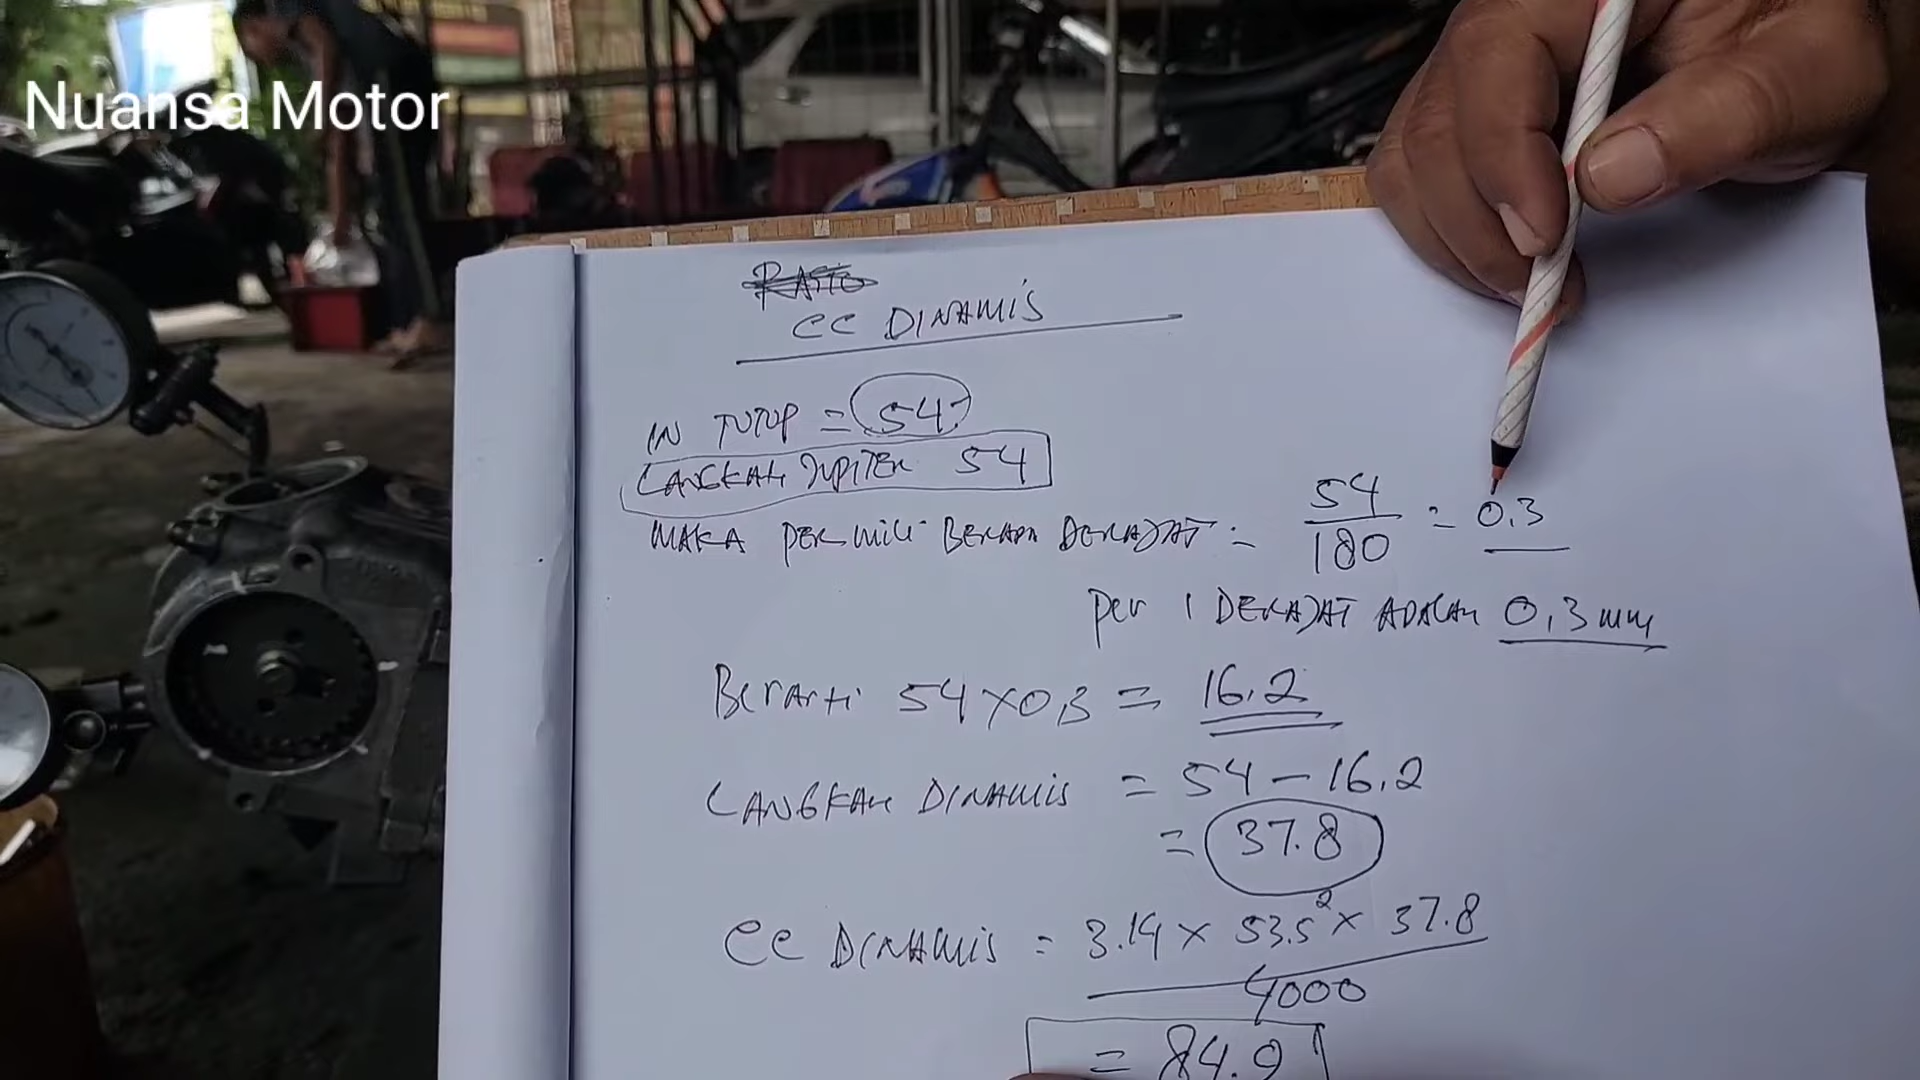 Nuansa Motor
RATIO
CC DINAMIS
IN TUTUP = 54
LANGKAH JUPITER 54
MAKA PER MILI BERAPA DERAJAT = 54/180 = 0.3
per 1 DERAJAT ADALAH 0,3 mm
Berarti 54 x 0,3 = 16.2
LANGKAH DINAMIS = 54 - 16.2
= 37.8
CC DINAMIS = 3.14 x 53.5² x 37.8
4000
= 84.9